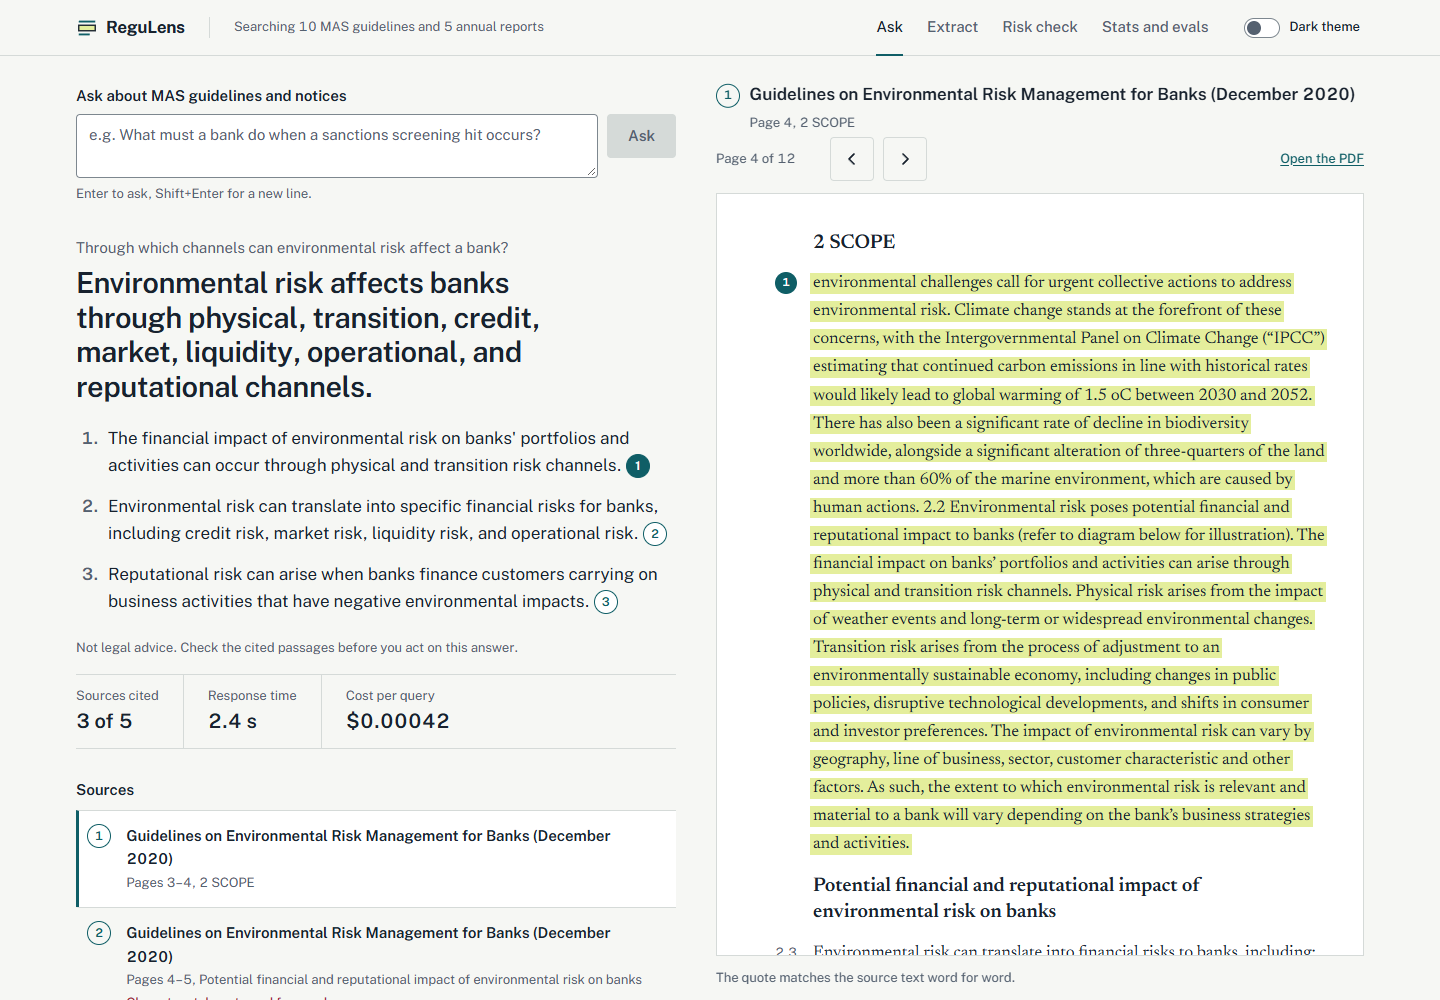 ReguLens
Searching 10 MAS guidelines and 5 annual reports
Ask
Extract
Risk check
Stats and evals
Dark theme
Ask about MAS guidelines and notices
e.g. What must a bank do when a sanctions screening hit occurs?
Ask
Enter to ask, Shift+Enter for a new line.
Through which channels can environmental risk affect a bank?
Environmental risk affects banks
through physical, transition, credit,
market, liquidity, operational, and
reputational channels.
1. The financial impact of environmental risk on banks' portfolios and
activities can occur through physical and transition risk channels. 1
2. Environmental risk can translate into specific financial risks for banks,
including credit risk, market risk, liquidity risk, and operational risk. 2
3. Reputational risk can arise when banks finance customers carrying on
business activities that have negative environmental impacts. 3
Not legal advice. Check the cited passages before you act on this answer.
Sources cited
3 of 5
Response time
2.4 s
Cost per query
$0.00042
Sources
1 Guidelines on Environmental Risk Management for Banks (December
2020)
Pages 3–4, 2 SCOPE
2 Guidelines on Environmental Risk Management for Banks (December
2020)
Pages 4–5, Potential financial and reputational impact of environmental risk on banks
1 Guidelines on Environmental Risk Management for Banks (December 2020)
Page 4, 2 SCOPE
Page 4 of 12
Open the PDF
2 SCOPE
1 environmental challenges call for urgent collective actions to address
environmental risk. Climate change stands at the forefront of these
concerns, with the Intergovernmental Panel on Climate Change (“IPCC”)
estimating that continued carbon emissions in line with historical rates
would likely lead to global warming of 1.5 oC between 2030 and 2052.
There has also been a significant rate of decline in biodiversity
worldwide, alongside a significant alteration of three-quarters of the land
and more than 60% of the marine environment, which are caused by
human actions. 2.2 Environmental risk poses potential financial and
reputational impact to banks (refer to diagram below for illustration). The
financial impact on banks’ portfolios and activities can arise through
physical and transition risk channels. Physical risk arises from the impact
of weather events and long-term or widespread environmental changes.
Transition risk arises from the process of adjustment to an
environmentally sustainable economy, including changes in public
policies, disruptive technological developments, and shifts in consumer
and investor preferences. The impact of environmental risk can vary by
geography, line of business, sector, customer characteristic and other
factors. As such, the extent to which environmental risk is relevant and
material to a bank will vary depending on the bank’s business strategies
and activities.
Potential financial and reputational impact of
environmental risk on banks
2.3 Environmental risk can translate into financial risks to banks, including:
The quote matches the source text word for word.